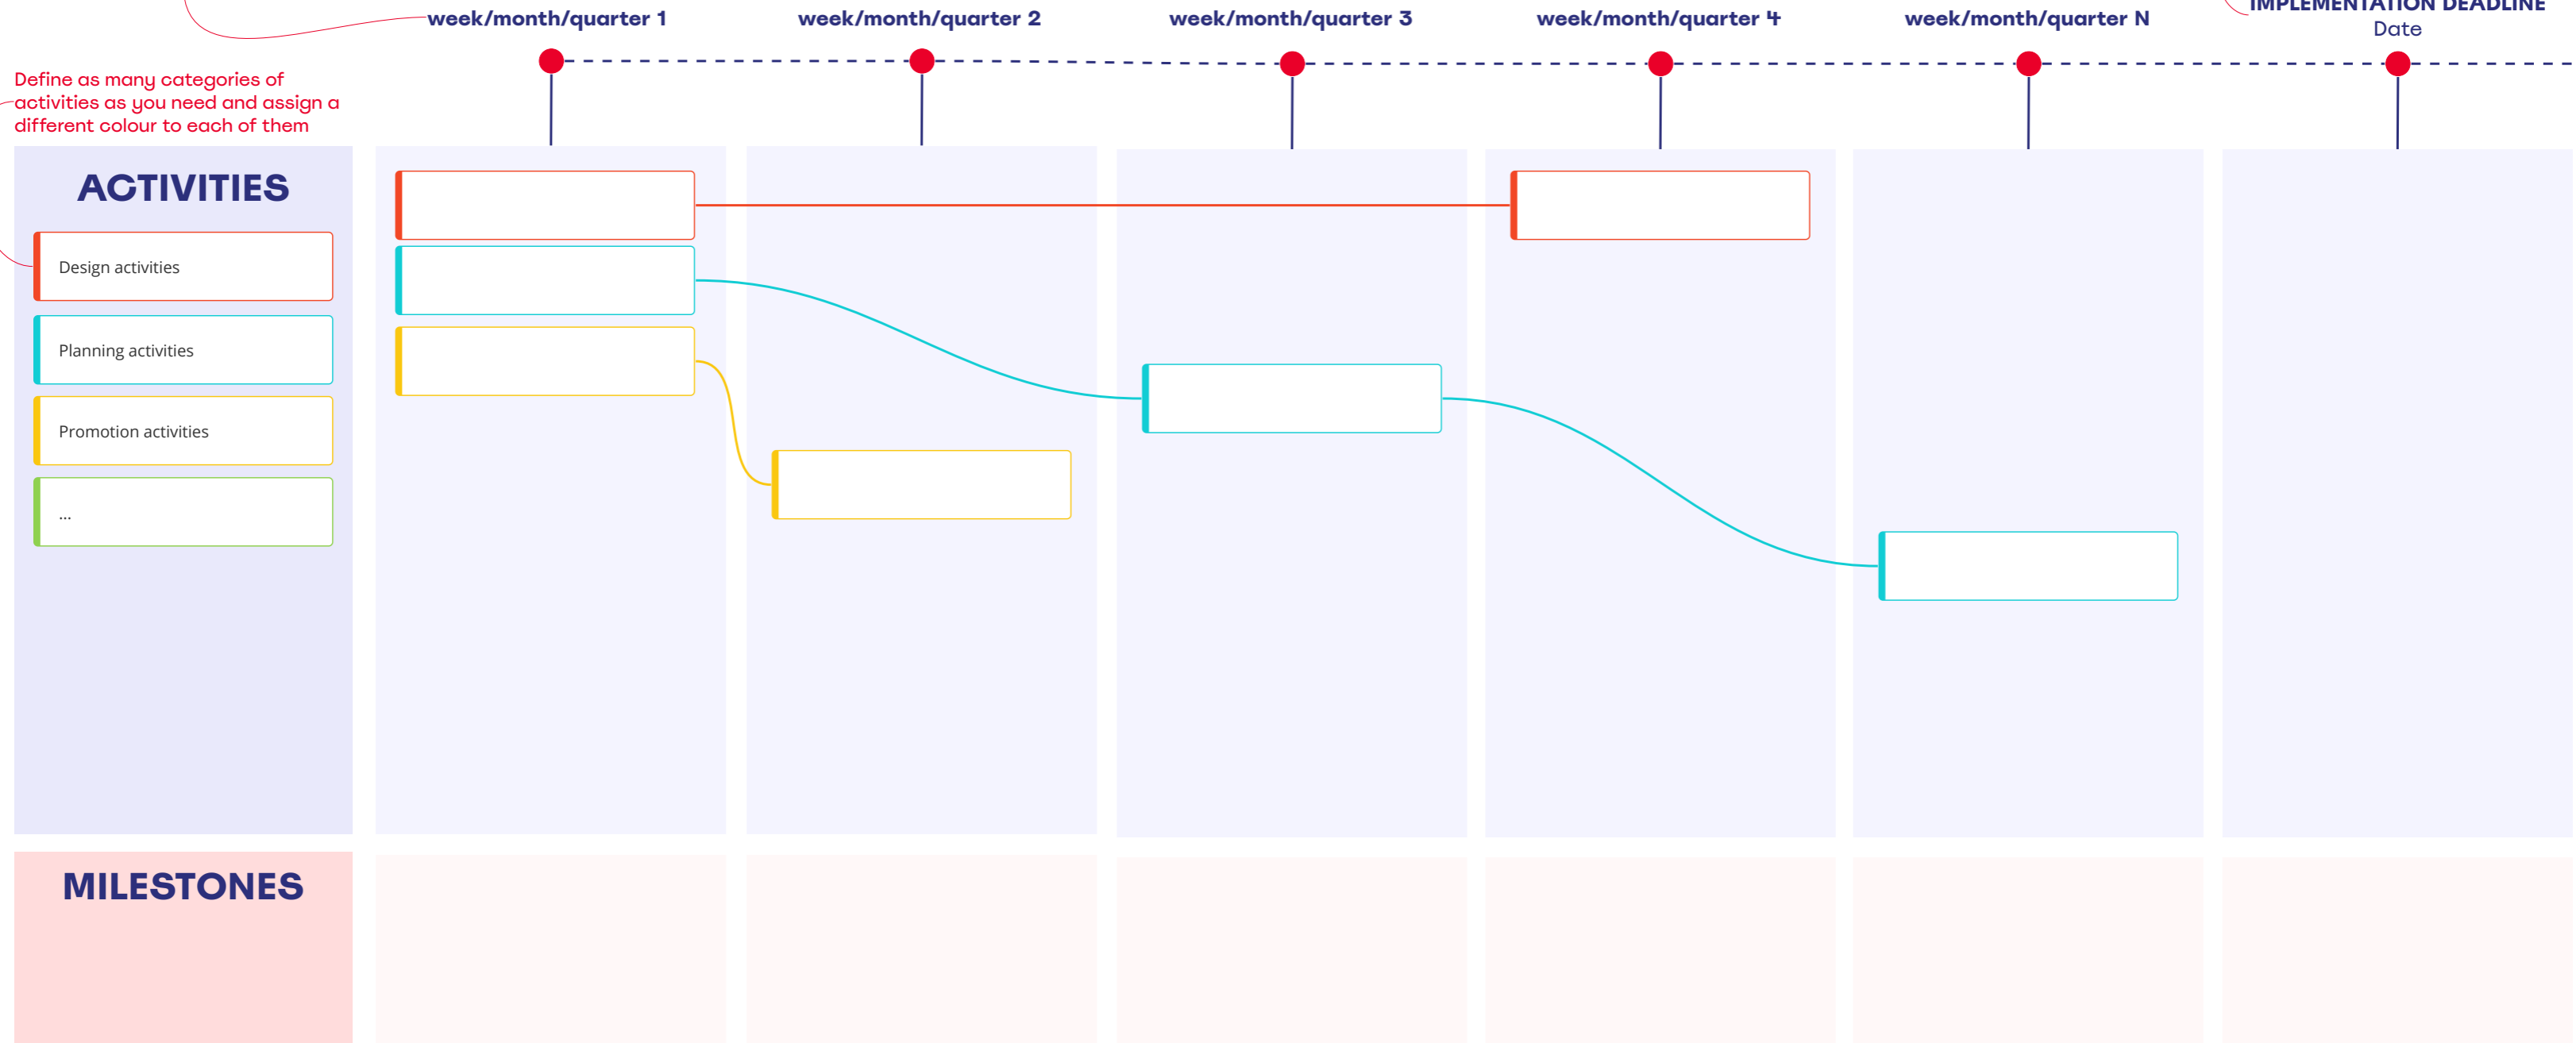 week/month/quarter 1
week/month/quarter 2
week/month/quarter 3
week/month/quarter 4
week/month/quarter N
IMPLEMENTATION DEADLINE
Date
Define as many categories of
activities as you need and assign a
different colour to each of them
ACTIVITIES
Design activities
Planning activities
Promotion activities
...
MILESTONES